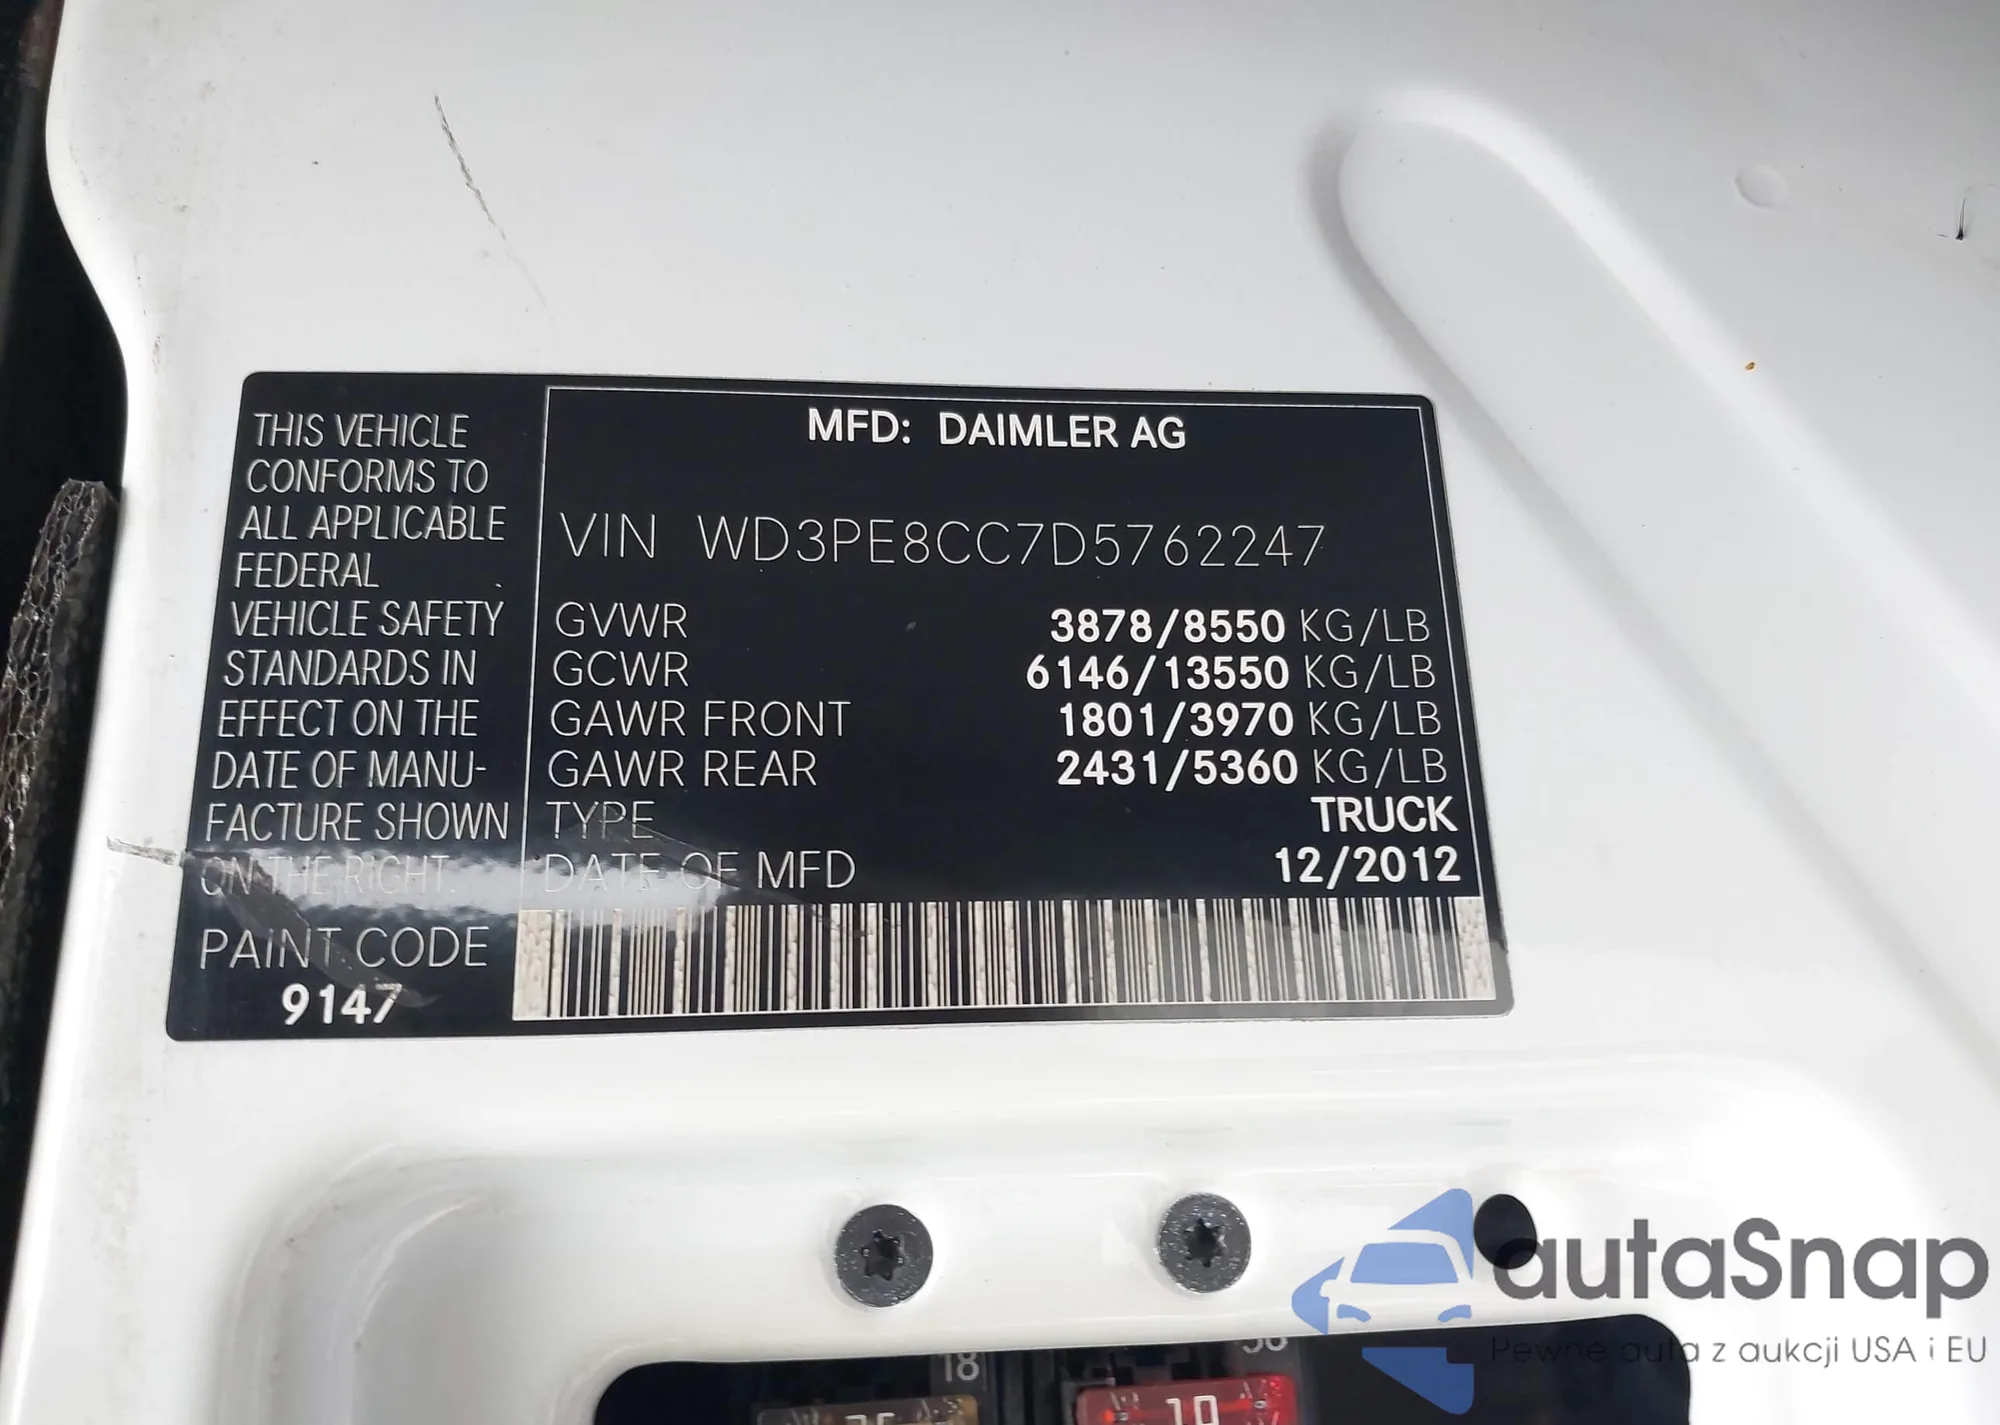 THIS VEHICLE
CONFORMS TO
ALL APPLICABLE
FEDERAL
VEHICLE SAFETY
STANDARDS IN
EFFECT ON THE
DATE OF MANU-
FACTURE SHOWN
ON THE RIGHT.
PAINT CODE
9147
MFD: DAIMLER AG
VIN WD3PE8CC7D5762247
GVWR 3878/8550 KG/LB
GCWR 6146/13550 KG/LB
GAWR FRONT 1801/3970 KG/LB
GAWR REAR 2431/5360 KG/LB
TYPE TRUCK
DATE OF MFD 12/2012
autaSnap
Pewne auta z aukcji USA i EU
18